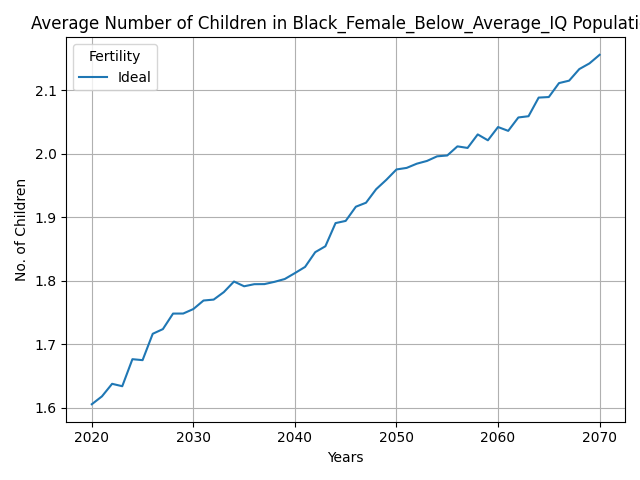 Average Number of Children in Black_Female_Below_Average_IQ Populati
Fertility
Ideal
No. of Children
2.1
2.0
1.9
1.8
1.7
1.6
2020 2030 2040 2050 2060 2070
Years